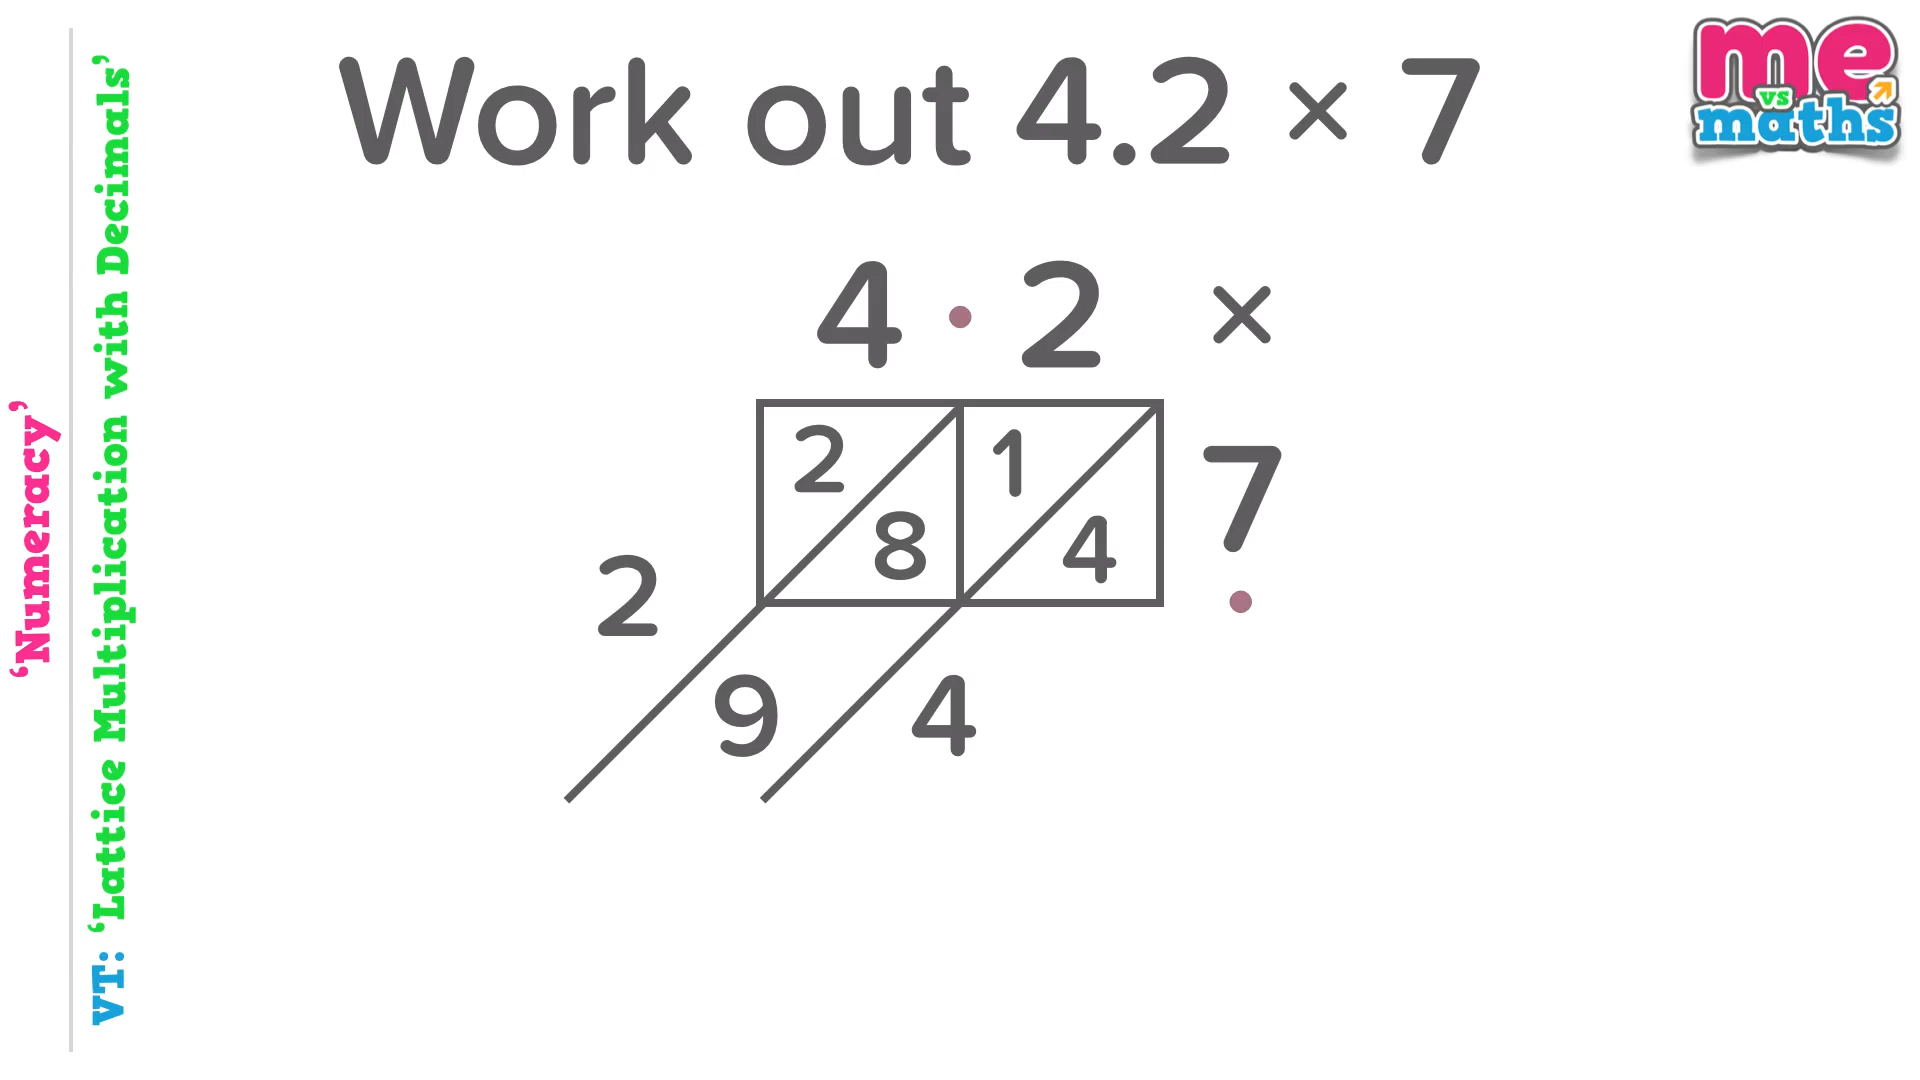 Work out 4.2 × 7
me
vs
maths
4 · 2 ×
2 1
7
8 4
·
2
9 4
'Numeracy'
VT: 'Lattice Multiplication with Decimals'